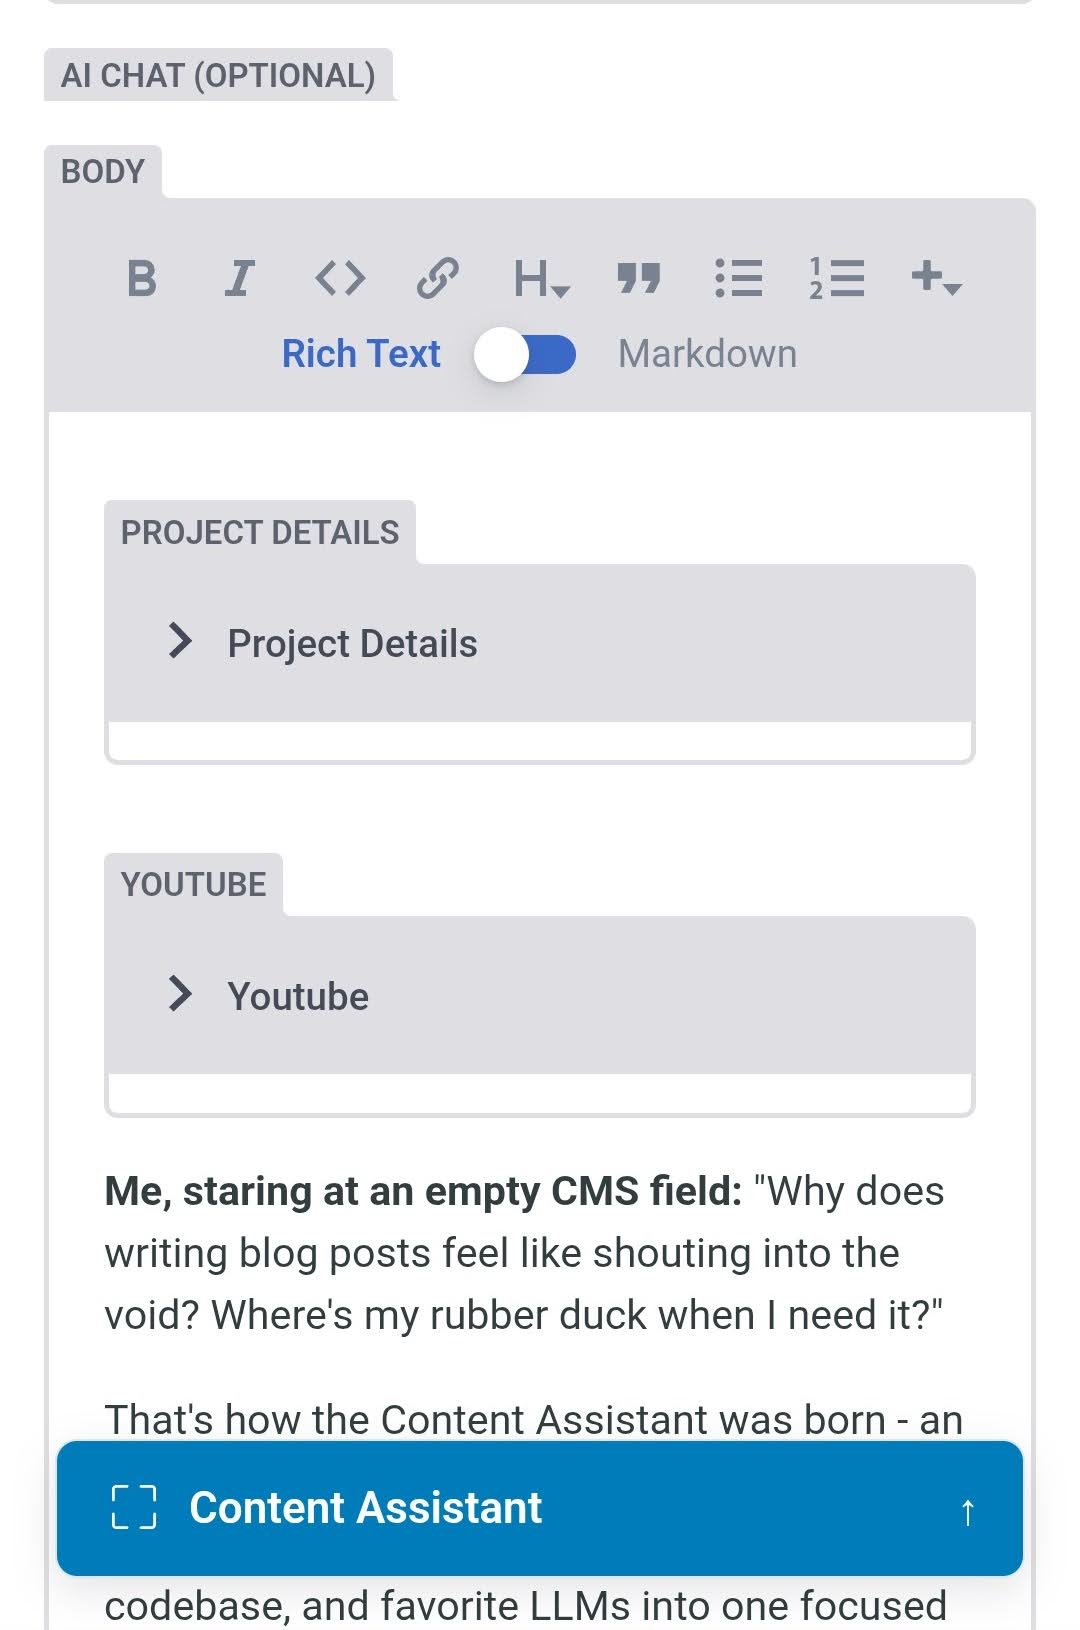 AI CHAT (OPTIONAL)
BODY
B I <> H 1 2 +
Rich Text Markdown
PROJECT DETAILS
Project Details
YOUTUBE
Youtube
Me, staring at an empty CMS field: "Why does
writing blog posts feel like shouting into the
void? Where's my rubber duck when I need it?"
That's how the Content Assistant was born - an
Content Assistant ↑
codebase, and favorite LLMs into one focused